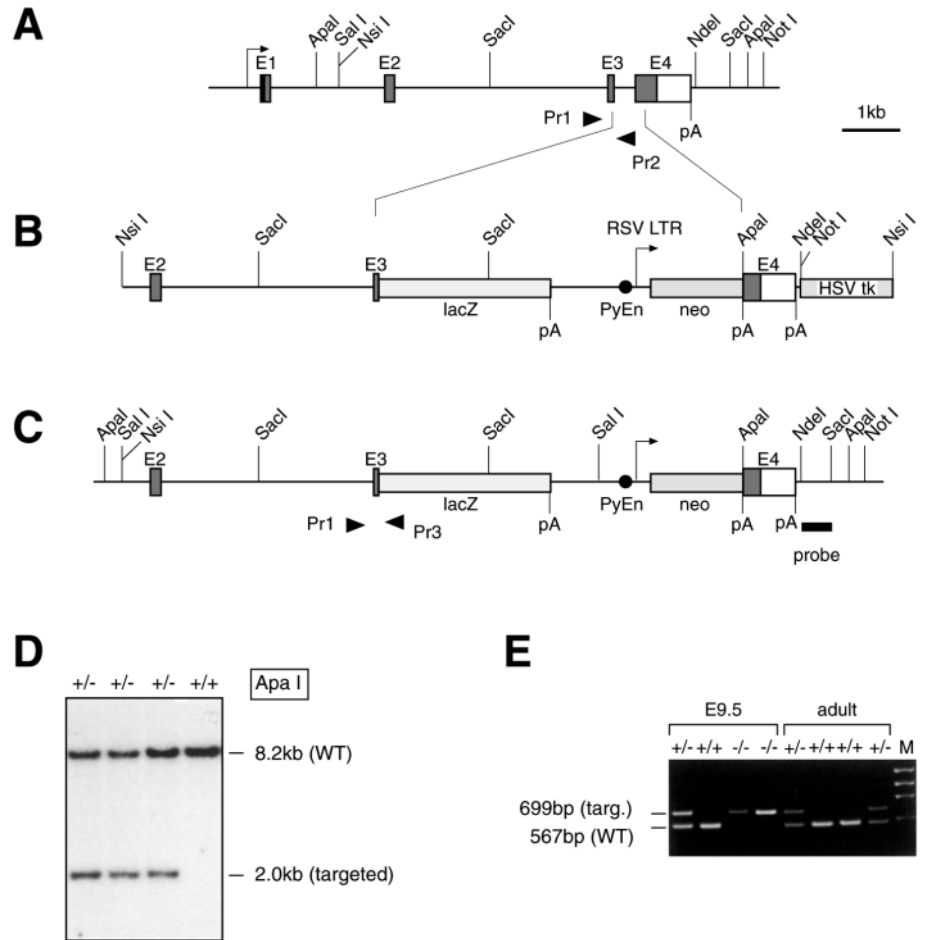 A
ApaI
Sal I
Nsi I
SacI
NdeI
SacI
ApaI
Not I
E1
E2
E3
E4
Pr1
Pr2
pA
1kb
B
Nsi I
SacI
SacI
RSV LTR
ApaI
NdeI
Not I
Nsi I
E2
E3
E4
HSV tk
lacZ
PyEn
neo
pA
pA
pA
C
ApaI
Sal I
Nsi I
SacI
SacI
Sal I
ApaI
NdeI
SacI
ApaI
Not I
E2
E3
E4
lacZ
PyEn
neo
Pr1
Pr3
pA
pA
pA
probe
D
+/- +/- +/- +/+
Apa I
8.2kb (WT)
2.0kb (targeted)
E
E9.5 adult
+/- +/+ -/- -/- +/- +/+ +/+ +/- M
699bp (targ.)
567bp (WT)